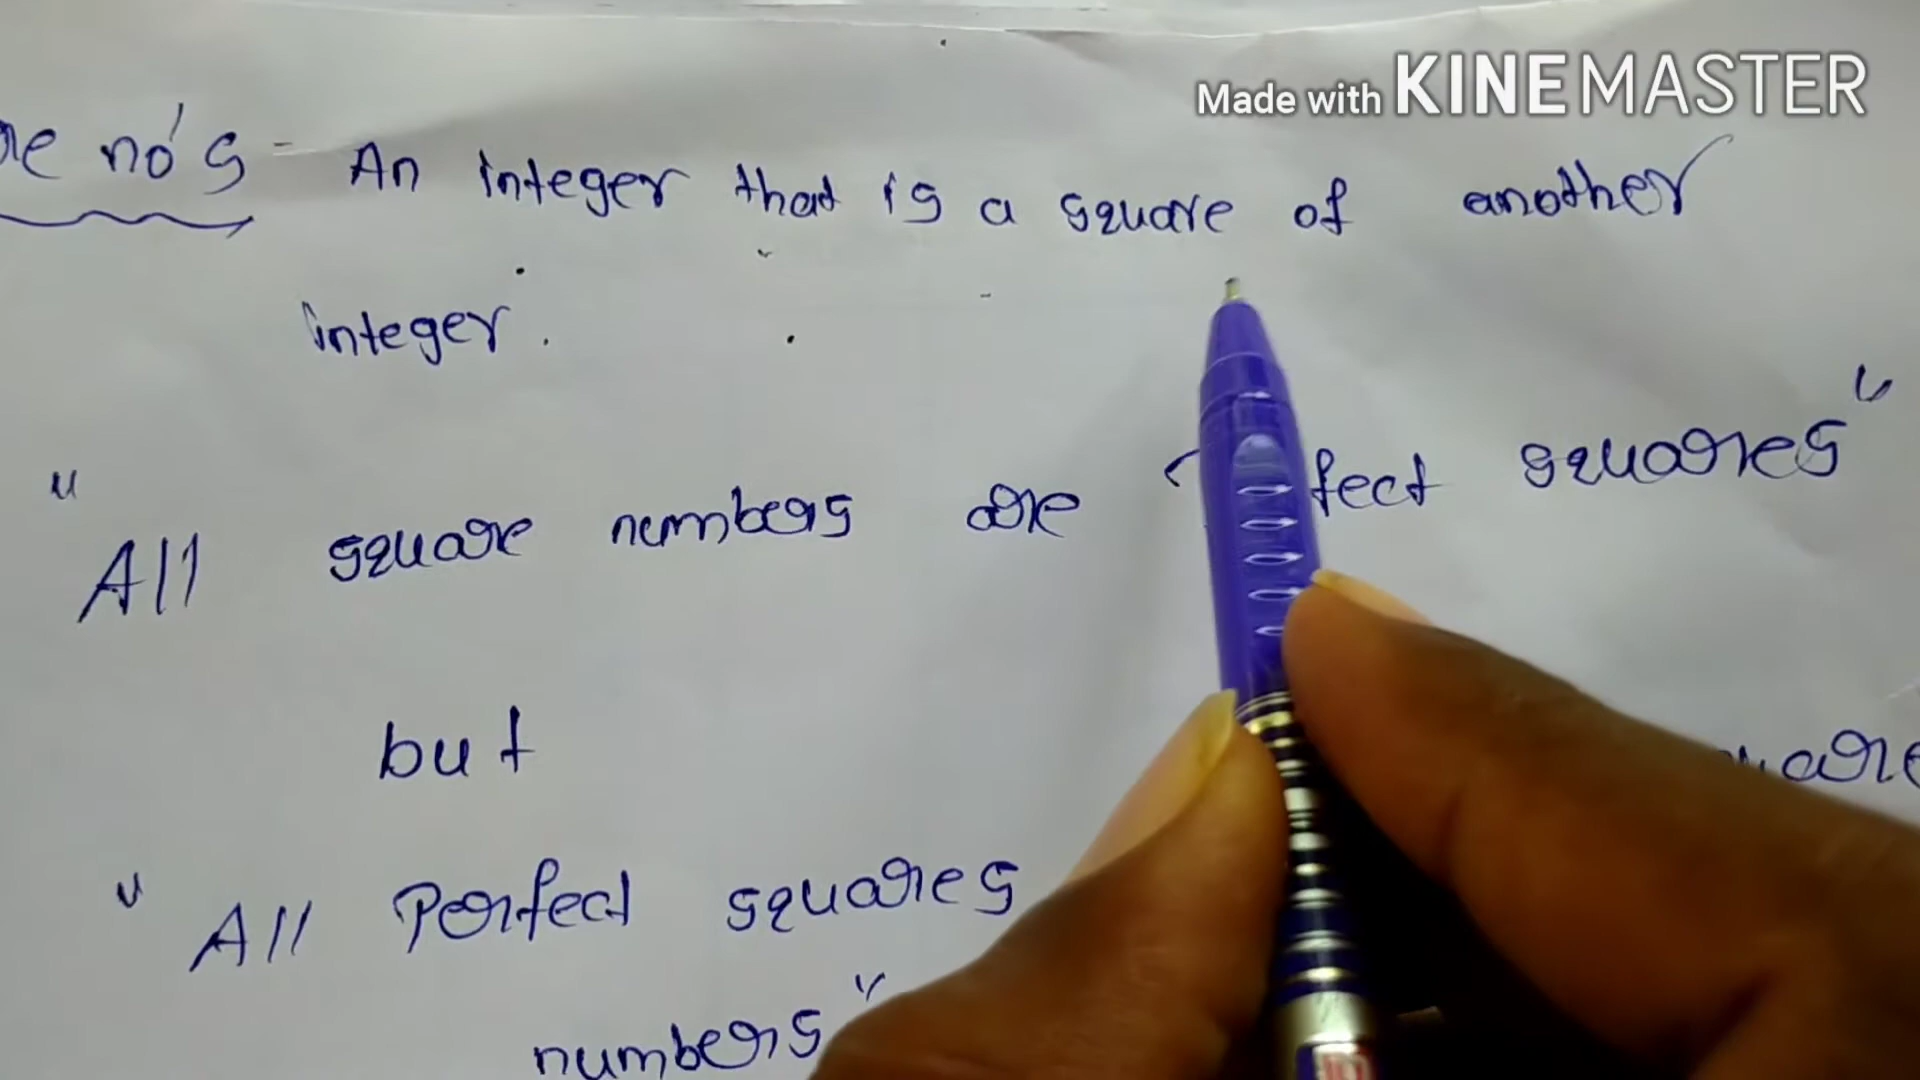 Made with KINEMASTER
no's - An integer that is a square of another
integer.
"All square numbers are fect squares"
but
"All Perfect squares
numbers"